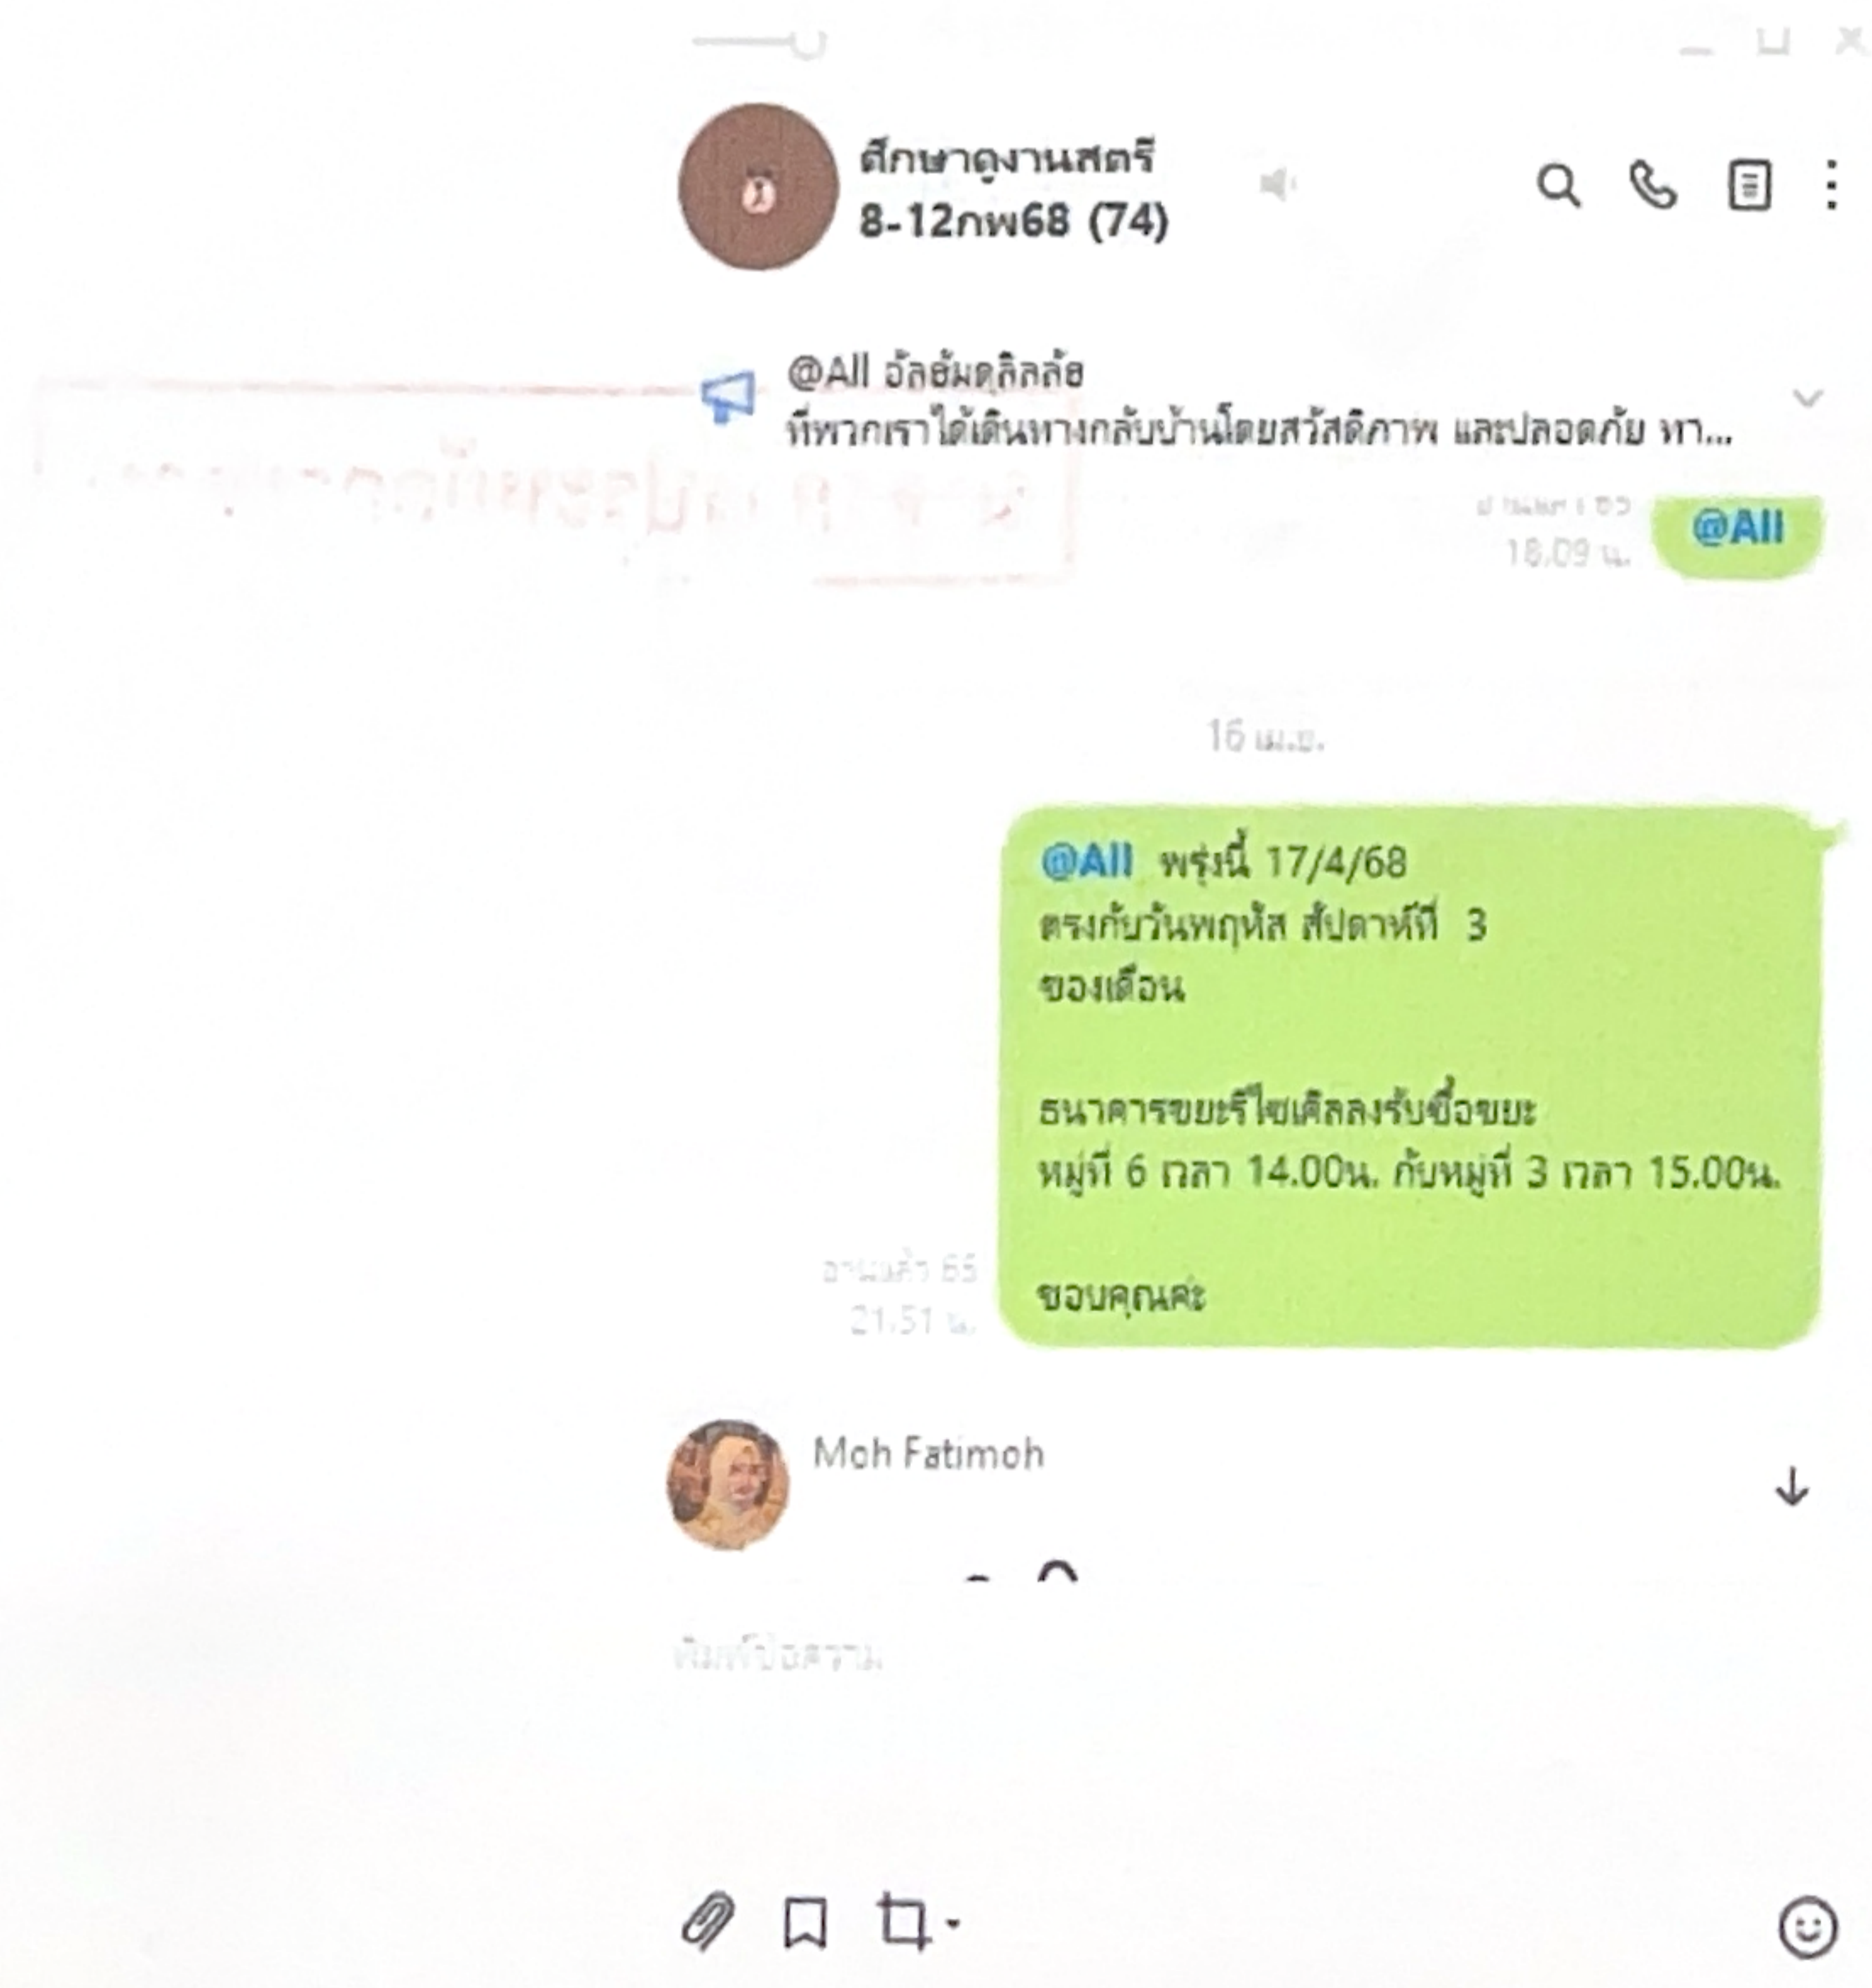 ศึกษาดูงานสตรี
8-12กพ68 (74)
@All อัลฮัมดุลิลลัฮ
ที่พวกเราได้เดินทางกลับบ้านโดยสวัสดิภาพ และปลอดภัย ทา...
@All
18.09 น.
16 เม.ย.
@All พรุ่งนี้ 17/4/68
ตรงกับวันพฤหัส สัปดาห์ที่ 3
ของเดือน
ธนาคารขยะรีไซเคิลลงรับซื้อขยะ
หมู่ที่ 6 เวลา 14.00น. กับหมู่ที่ 3 เวลา 15.00น.
ขอบคุณค่ะ
อ่านแล้ว 65
21.51 น.
Moh Fatimoh
พิมพ์ข้อความ